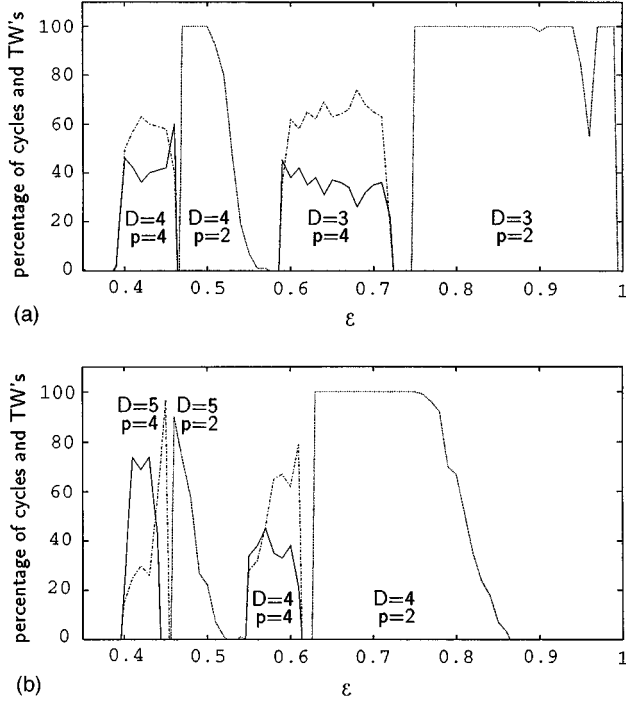 percentage of cycles and TW's
100
80
60
40
20
0
D=4
p=4
D=4
p=2
D=3
p=4
D=3
p=2
0.4 0.5 0.6 0.7 0.8 0.9 1
(a)
ε
percentage of cycles and TW's
100
80
60
40
20
0
D=5
p=4
D=5
p=2
D=4
p=4
D=4
p=2
0.4 0.5 0.6 0.7 0.8 0.9 1
(b)
ε